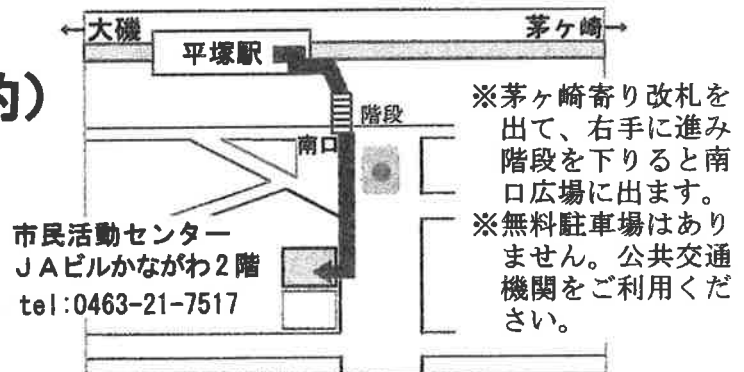 ←大磯
茅ヶ崎→
平塚駅
約)
階段
南口
市民活動センター
ＪＡビルかながわ２階
tel:0463-21-7517
※茅ヶ崎寄り改札を
出て、右手に進み
階段を下りると南
口広場に出ます。
※無料駐車場はあり
ません。公共交通
機関をご利用くだ
さい。